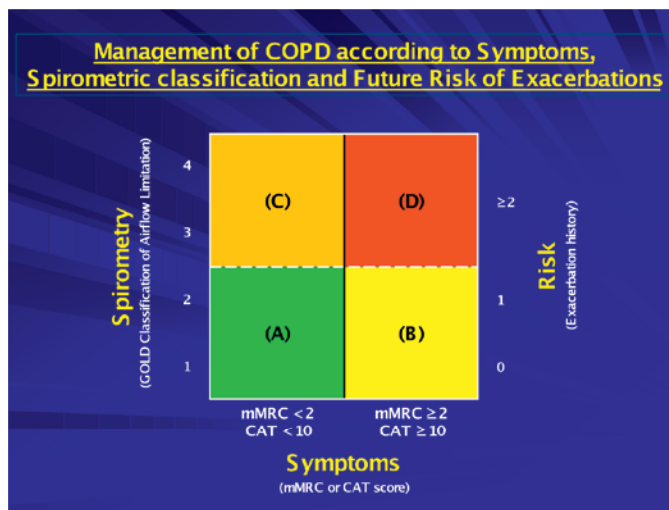 Management of COPD according to Symptoms,
Spirometric classification and Future Risk of Exacerbations
Spirometry
(GOLD Classification of Airflow Limitation)
4
3
2
1
(C)
(D)
(A)
(B)
≥2
1
0
Risk
(Exacerbation history)
mMRC <2
CAT <10
mMRC ≥2
CAT ≥10
Symptoms
(mMRC or CAT score)